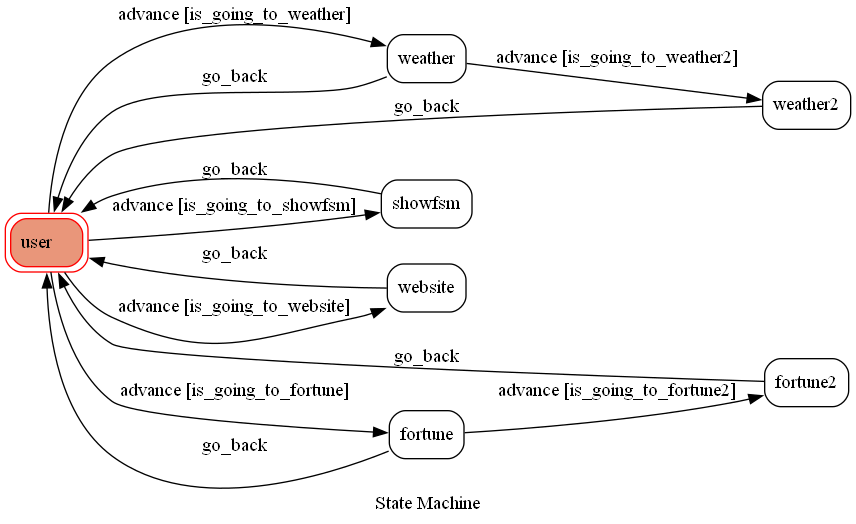 advance [is_going_to_weather]
weather
advance [is_going_to_weather2]
go_back
weather2
go_back
go_back
showfsm
advance [is_going_to_showfsm]
user
go_back
website
advance [is_going_to_website]
go_back
fortune2
advance [is_going_to_fortune]
advance [is_going_to_fortune2]
fortune
go_back
State Machine